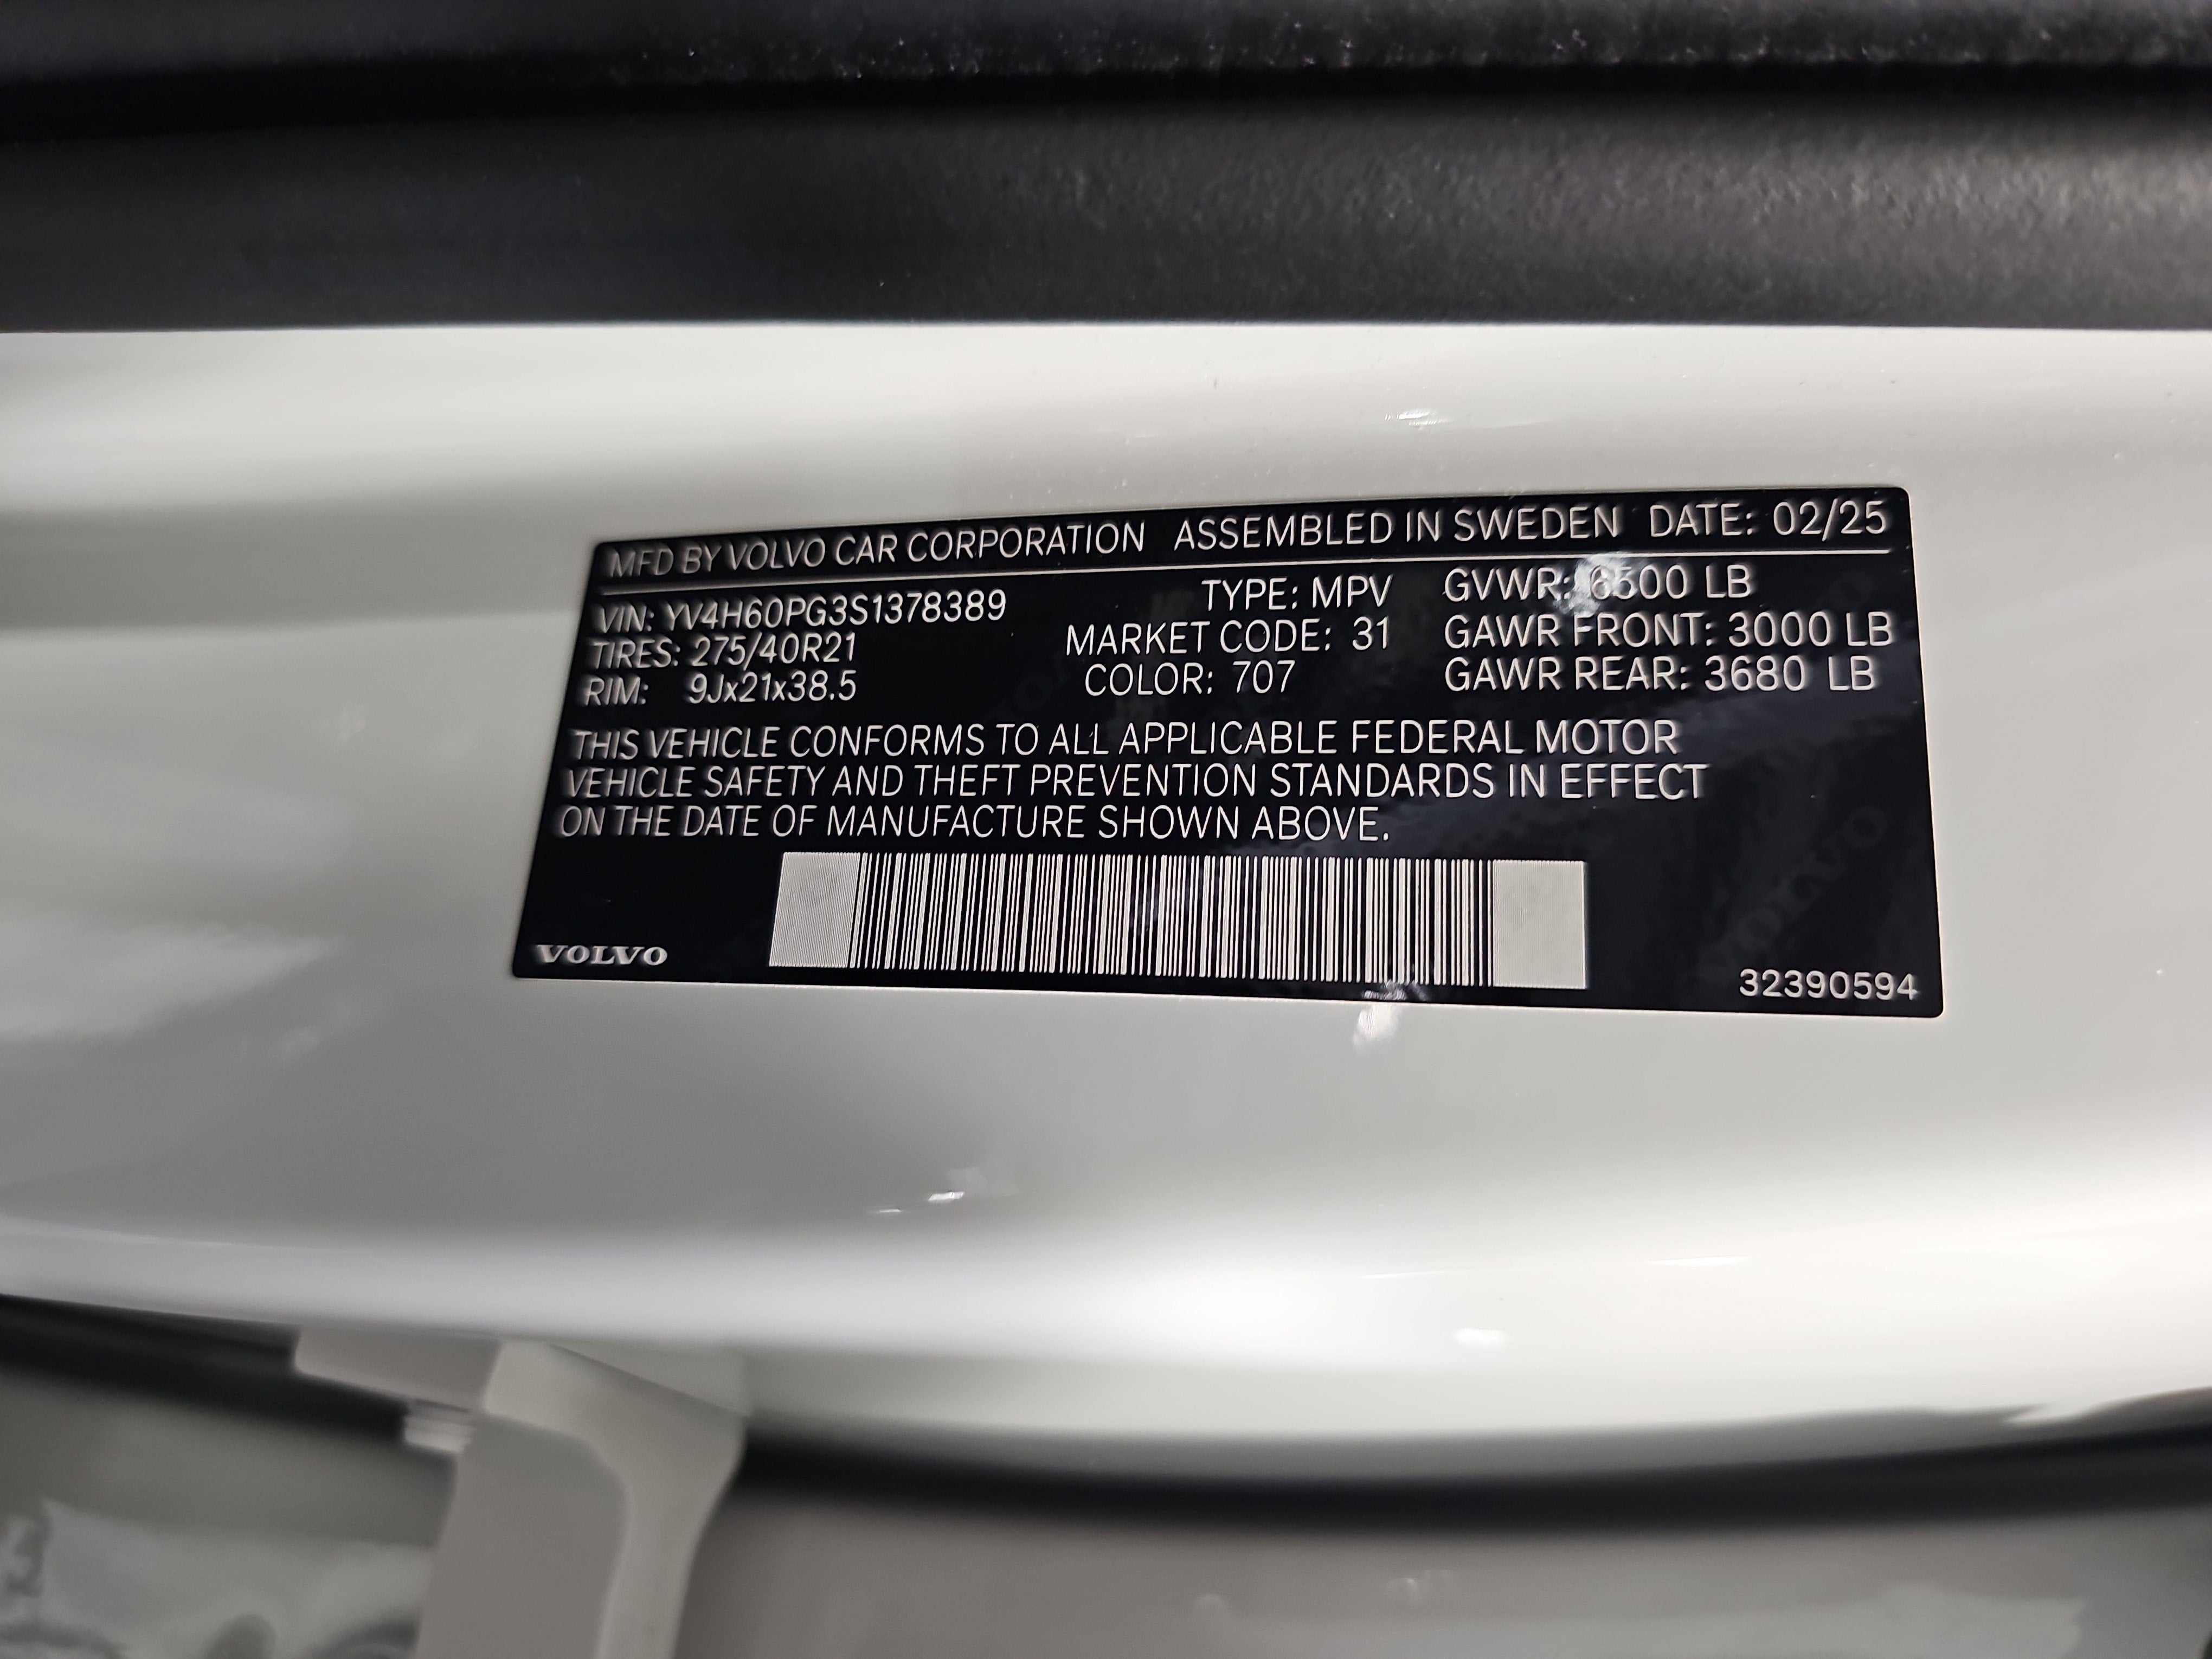 MFD BY VOLVO CAR CORPORATION ASSEMBLED IN SWEDEN DATE: 02/25
VIN: YV4H60PG3S1378389 TYPE: MPV GVWR: 6500 LB
TIRES: 275/40R21 MARKET CODE: 31 GAWR FRONT: 3000 LB
RIM: 9Jx21x38.5 COLOR: 707 GAWR REAR: 3680 LB
THIS VEHICLE CONFORMS TO ALL APPLICABLE FEDERAL MOTOR
VEHICLE SAFETY AND THEFT PREVENTION STANDARDS IN EFFECT
ON THE DATE OF MANUFACTURE SHOWN ABOVE.
VOLVO
32390594